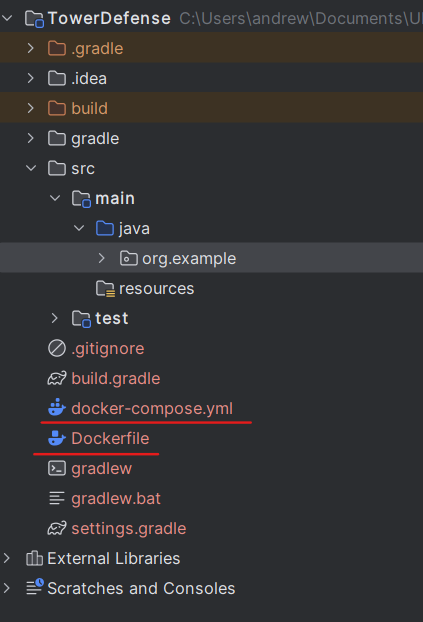 TowerDefense C:\Users\andrew\Documents\U
.gradle
.idea
build
gradle
src
main
java
org.example
resources
test
.gitignore
build.gradle
docker-compose.yml
Dockerfile
gradlew
gradlew.bat
settings.gradle
External Libraries
Scratches and Consoles